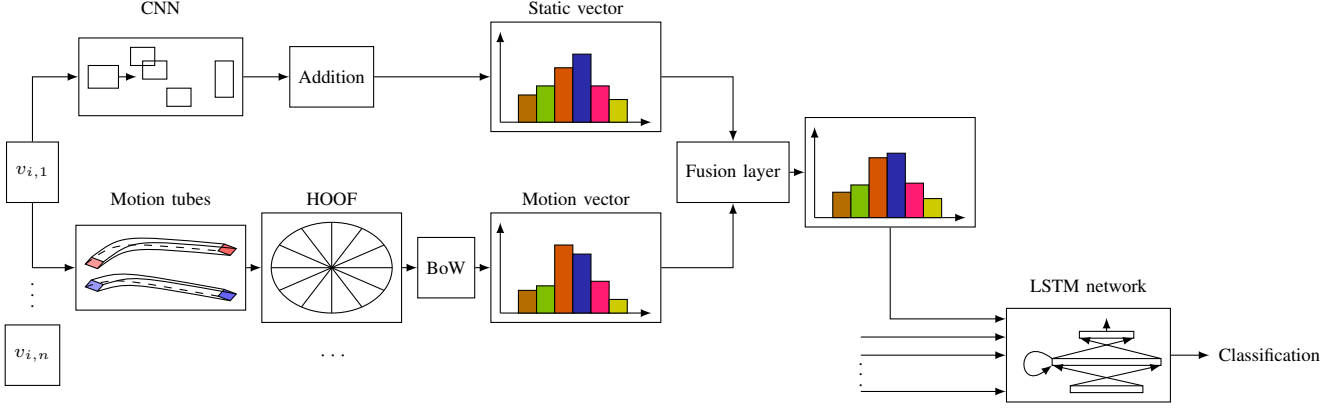 CNN
Static vector
Addition
v_{i,1}
Fusion layer
Motion tubes
HOOF
Motion vector
BoW
LSTM network
v_{i,n}
. . .
Classification